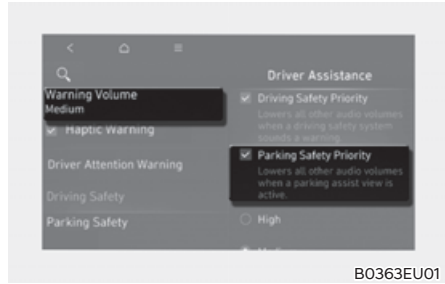 Driver Assistance
Warning Volume
Medium
Haptic Warning
Driver Attention Warning
Driving Safety
Parking Safety
Driving Safety Priority
Lowers all other audio volumes
when a driving safety system
sounds a warning.
Parking Safety Priority
Lowers all other audio volumes
when a parking assist view is
active.
High
B0363EU01